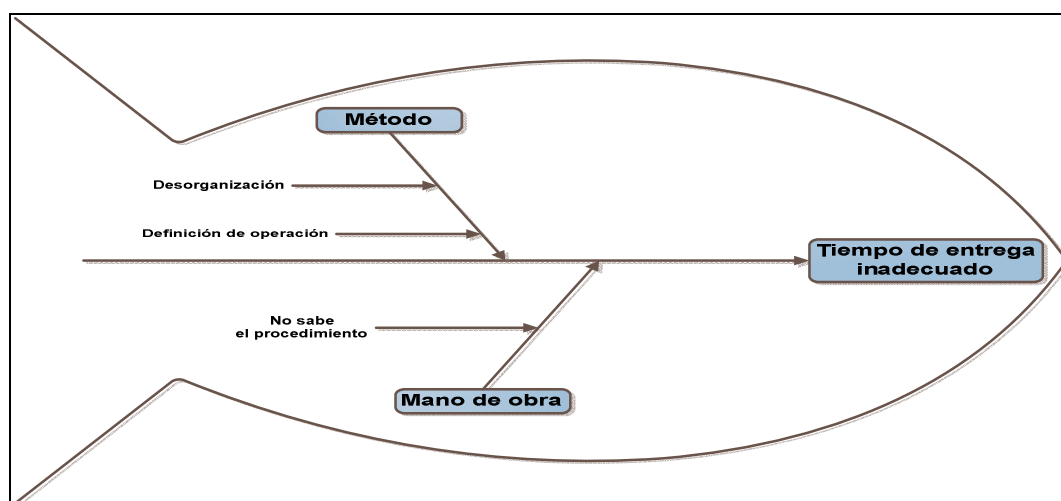 Método
Desorganización
Definición de operación
Tiempo de entrega
inadecuado
No sabe
el procedimiento
Mano de obra